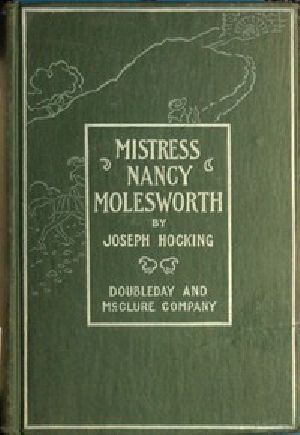 MISTRESS
NANCY
MOLESWORTH
BY
JOSEPH HOCKING
DOUBLEDAY AND
MCCLURE COMPANY